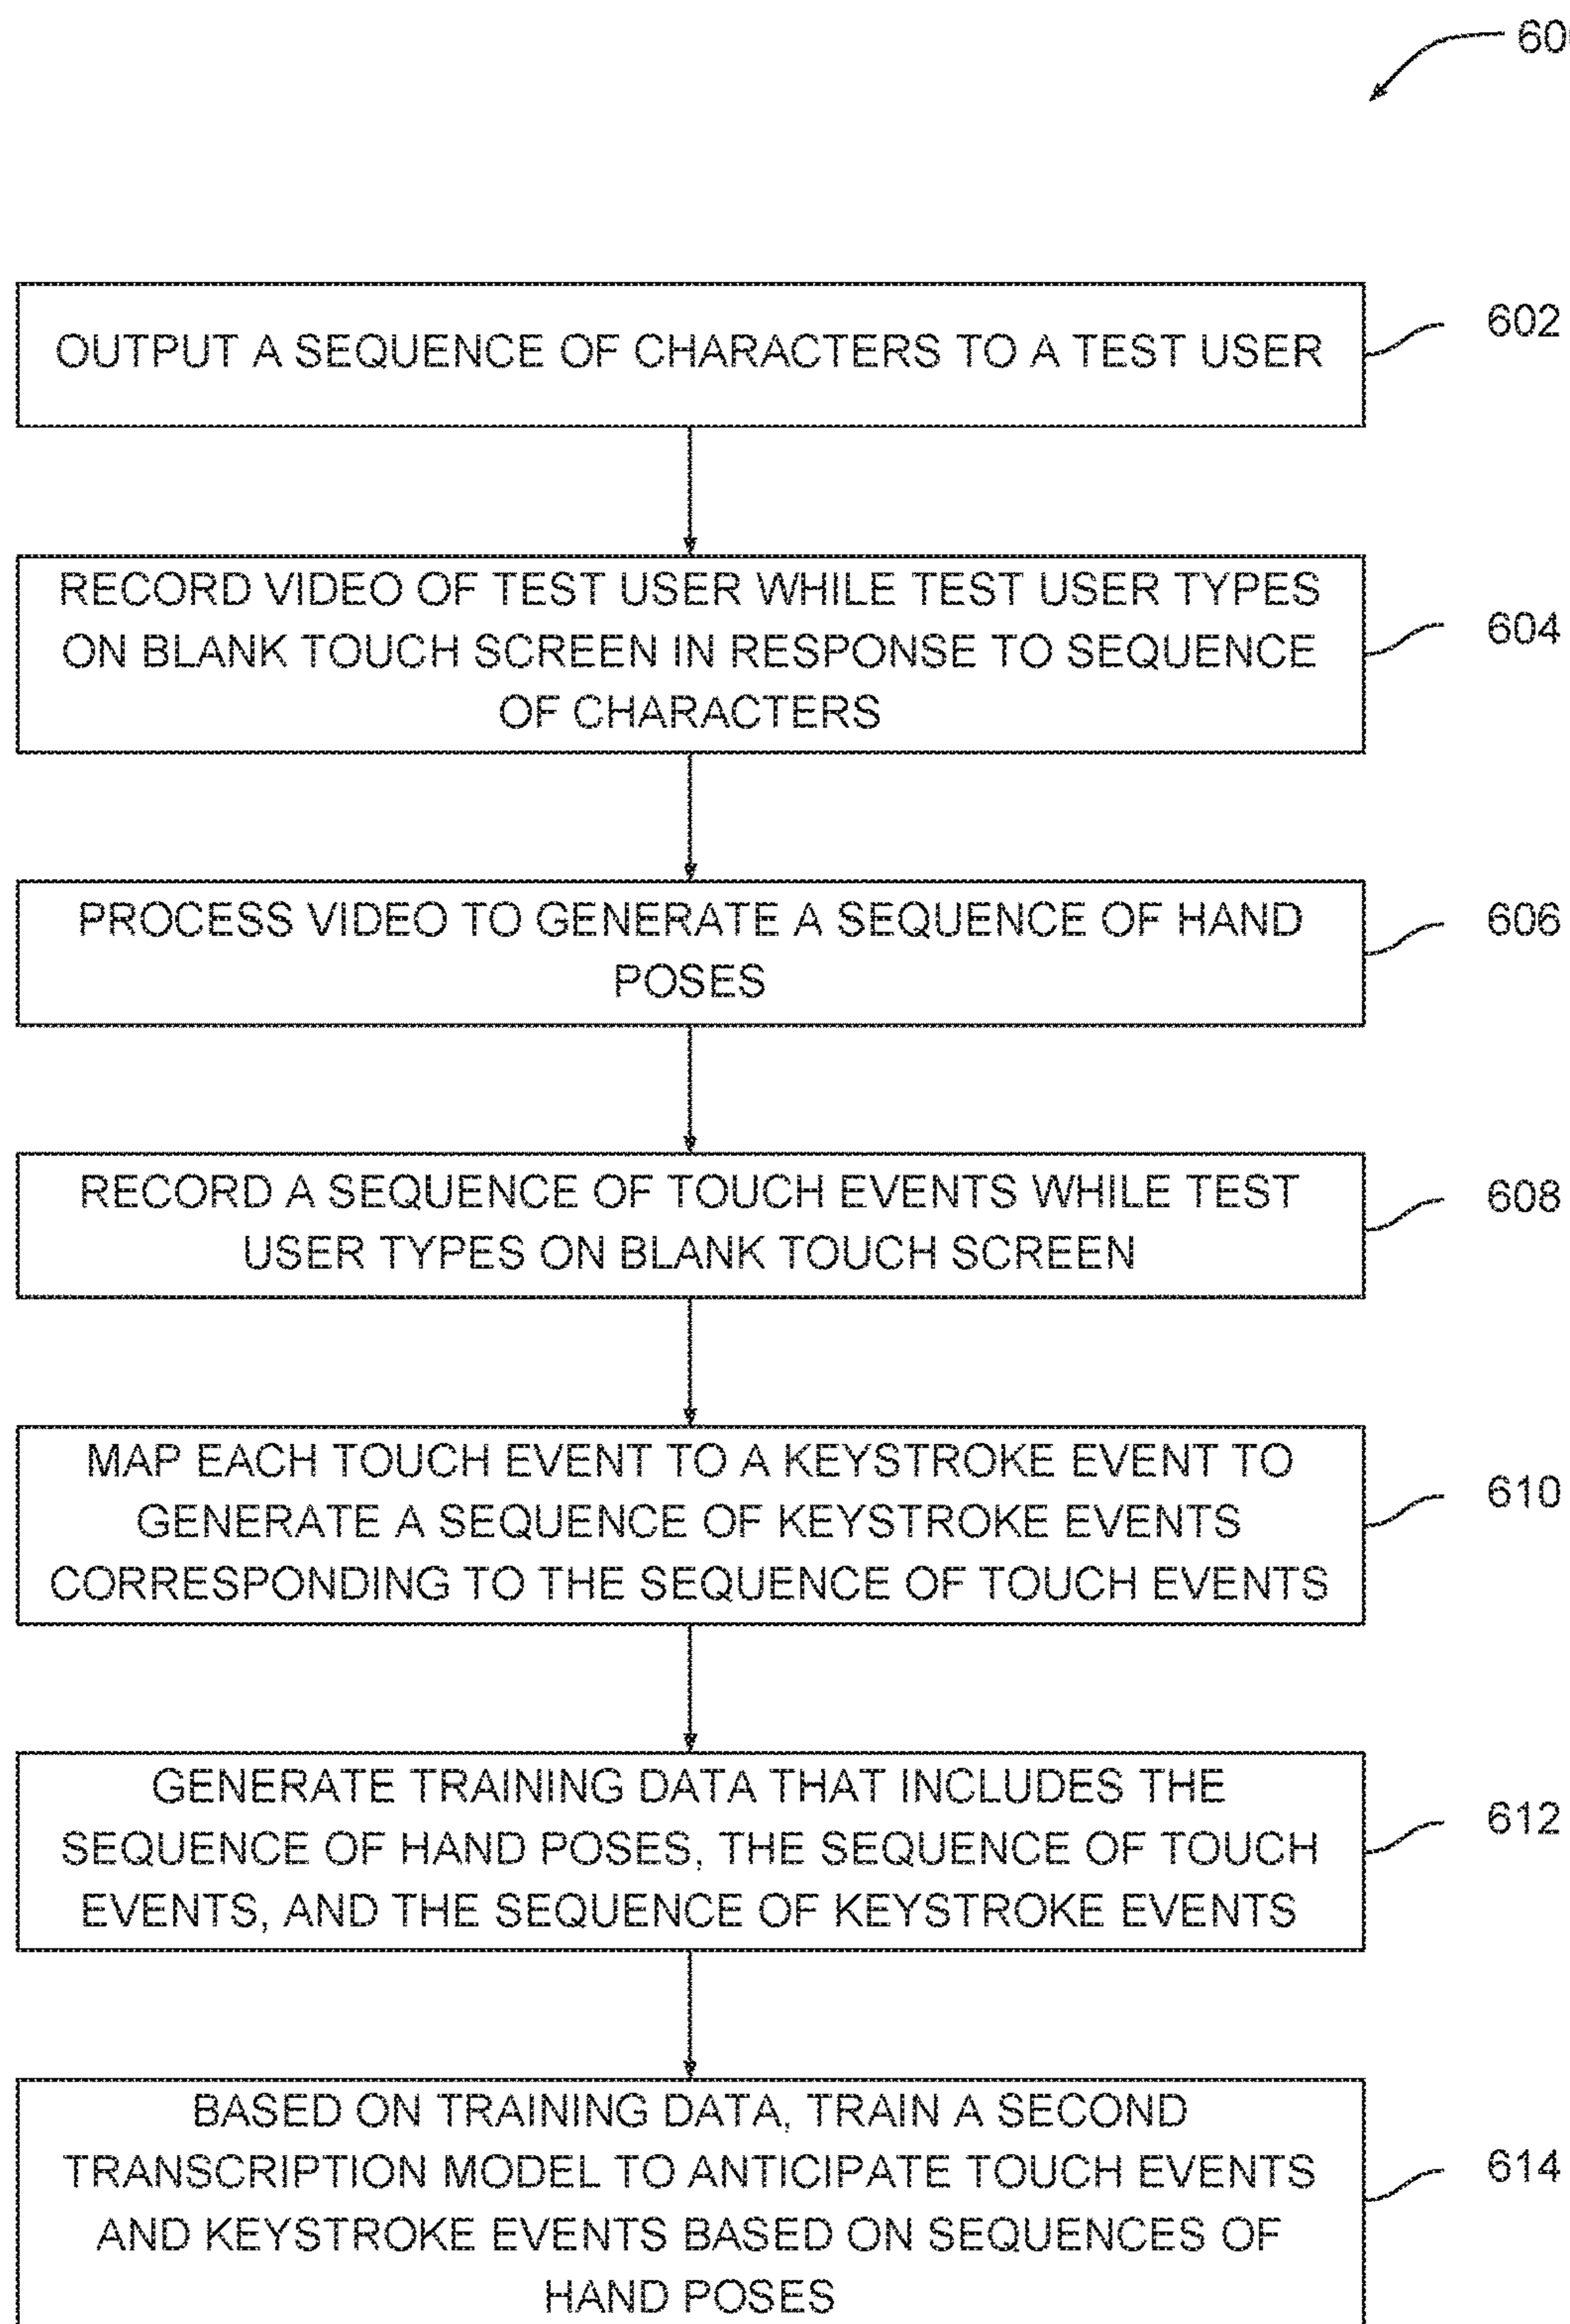 OUTPUT A SEQUENCE OF CHARACTERS TO A TEST USER
602
RECORD VIDEO OF TEST USER WHILE TEST USER TYPES
ON BLANK TOUCH SCREEN IN RESPONSE TO SEQUENCE
OF CHARACTERS
604
PROCESS VIDEO TO GENERATE A SEQUENCE OF HAND
POSES
606
RECORD A SEQUENCE OF TOUCH EVENTS WHILE TEST
USER TYPES ON BLANK TOUCH SCREEN
608
MAP EACH TOUCH EVENT TO A KEYSTROKE EVENT TO
GENERATE A SEQUENCE OF KEYSTROKE EVENTS
CORRESPONDING TO THE SEQUENCE OF TOUCH EVENTS
610
GENERATE TRAINING DATA THAT INCLUDES THE
SEQUENCE OF HAND POSES, THE SEQUENCE OF TOUCH
EVENTS, AND THE SEQUENCE OF KEYSTROKE EVENTS
612
BASED ON TRAINING DATA, TRAIN A SECOND
TRANSCRIPTION MODEL TO ANTICIPATE TOUCH EVENTS
AND KEYSTROKE EVENTS BASED ON SEQUENCES OF
HAND POSES
614